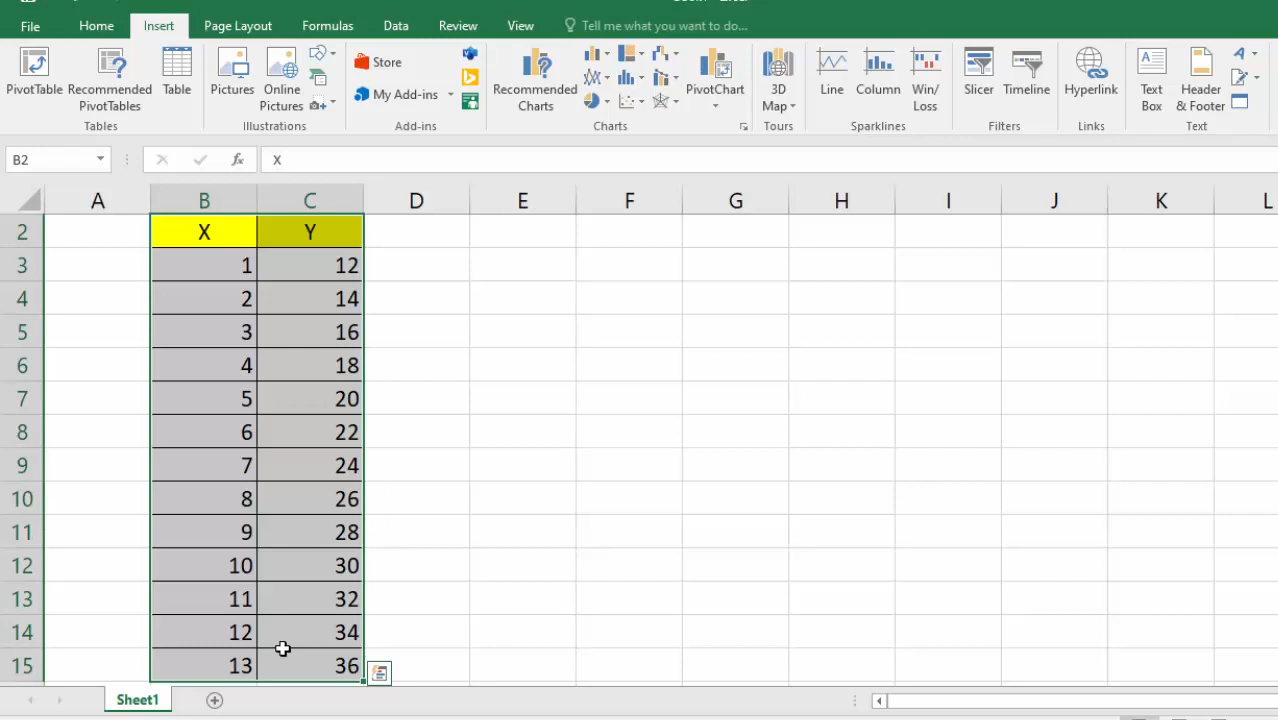 File Home Insert Page Layout Formulas Data Review View Tell me what you want to do...
PivotTable Recommended PivotTables Table
Tables
Pictures Online Pictures
Illustrations
Store
My Add-ins
Add-ins
Recommended Charts
PivotChart
Charts
3D Map
Tours
Line Column Win/Loss
Sparklines
Slicer Timeline
Filters
Hyperlink
Links
Text Box Header & Footer
Text
B2 fx X
A B C D E F G H I J K L
2 X Y
3 1 12
4 2 14
5 3 16
6 4 18
7 5 20
8 6 22
9 7 24
10 8 26
11 9 28
12 10 30
13 11 32
14 12 34
15 13 36
Sheet1